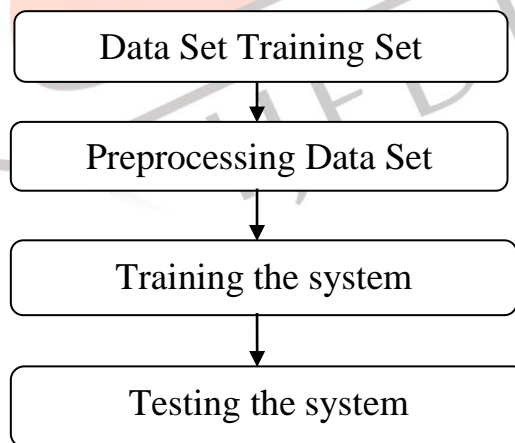 Data Set Training Set
Preprocessing Data Set
Training the system
Testing the system